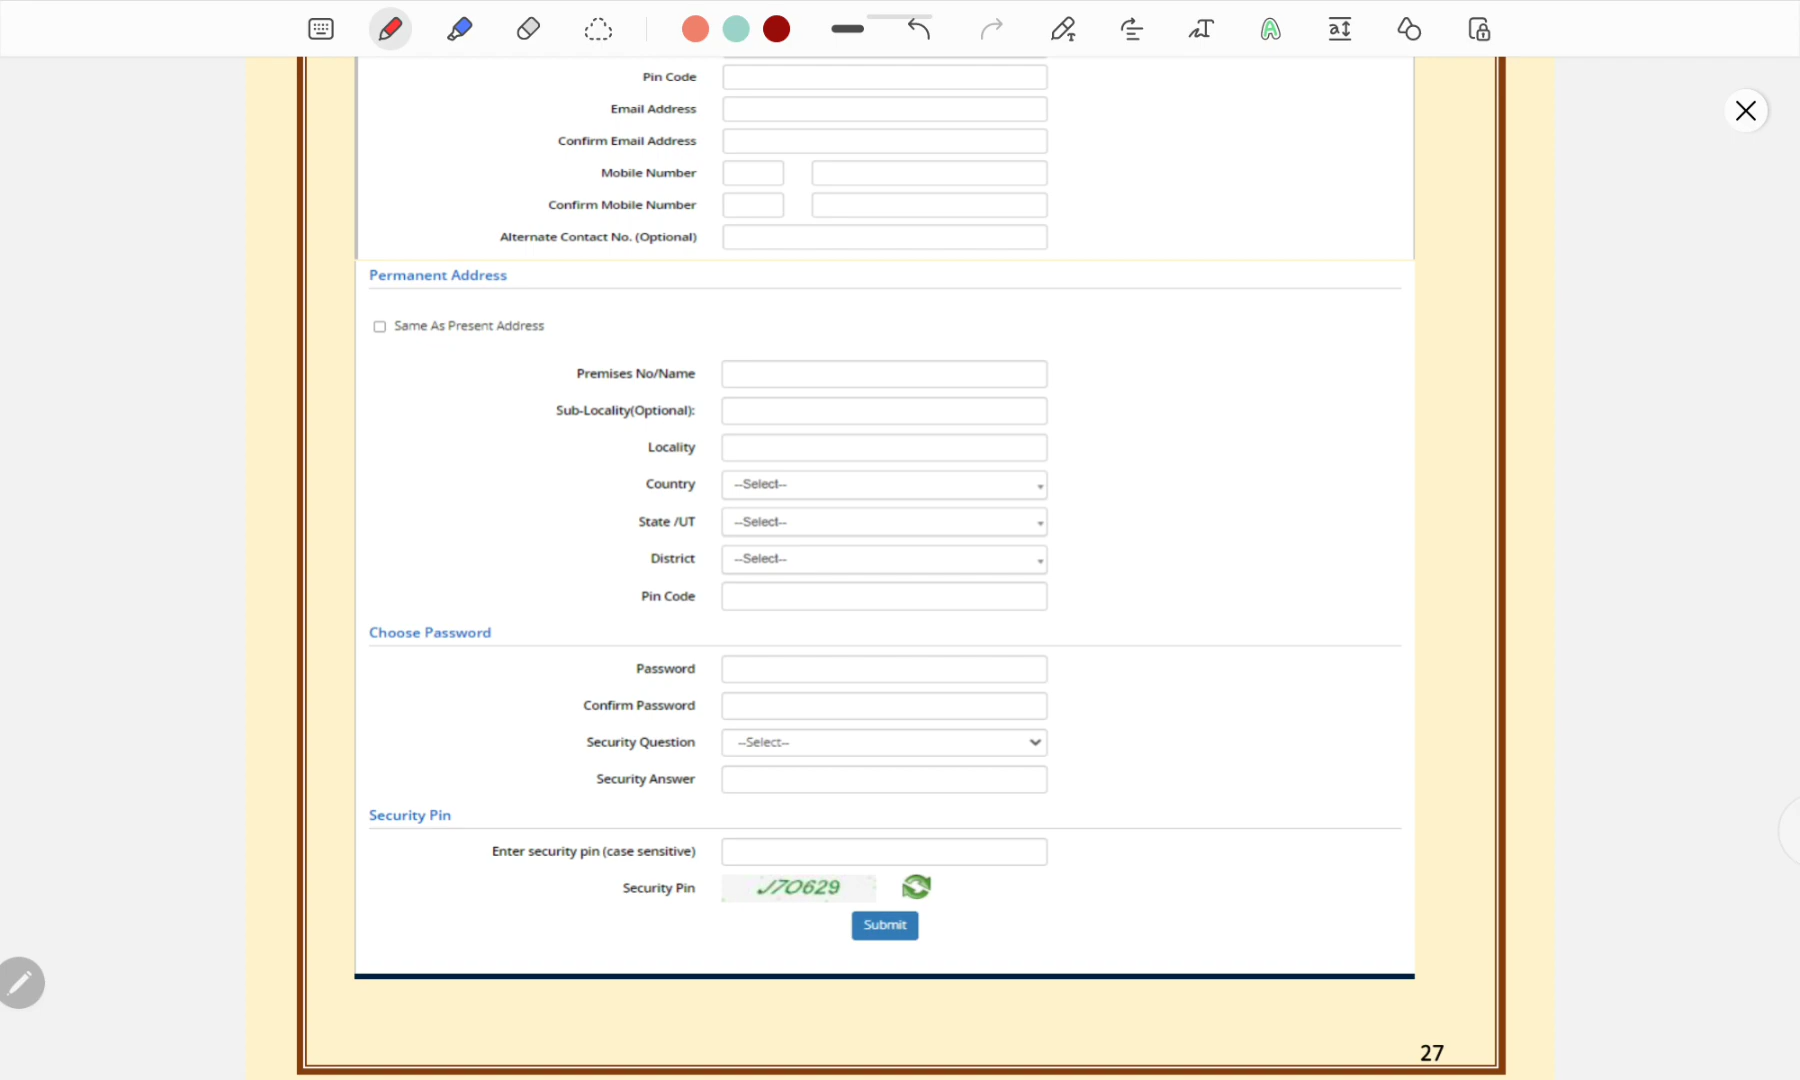 Pin Code
Email Address
Confirm Email Address
Mobile Number
Confirm Mobile Number
Alternate Contact No. (Optional)
Permanent Address
Same As Present Address
Premises No/Name
Sub-Locality(Optional):
Locality
Country --Select--
State /UT --Select--
District --Select--
Pin Code
Choose Password
Password
Confirm Password
Security Question --Select--
Security Answer
Security Pin
Enter security pin (case sensitive)
Security Pin J7O629
Submit
27